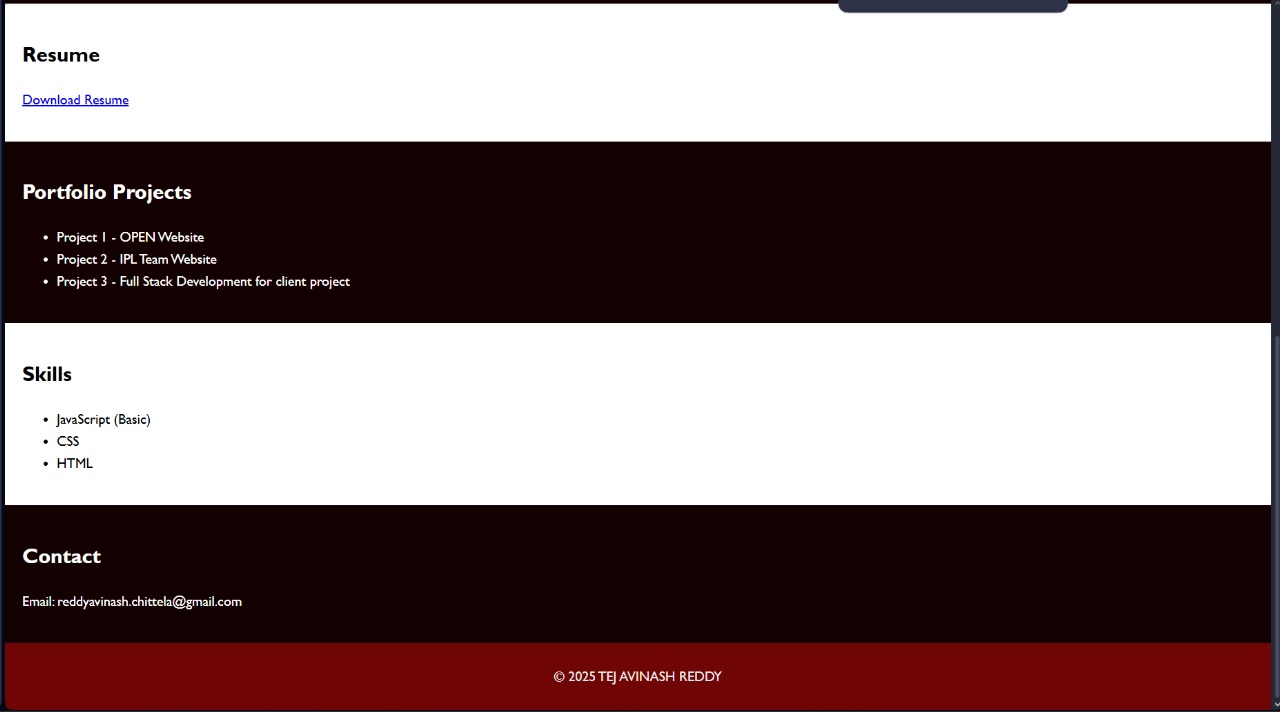 Resume
Download Resume
Portfolio Projects
• Project 1 - OPEN Website
• Project 2 - IPL Team Website
• Project 3 - Full Stack Development for client project
Skills
• JavaScript (Basic)
• CSS
• HTML
Contact
Email: reddyavinash.chittela@gmail.com
© 2025 TEJ AVINASH REDDY